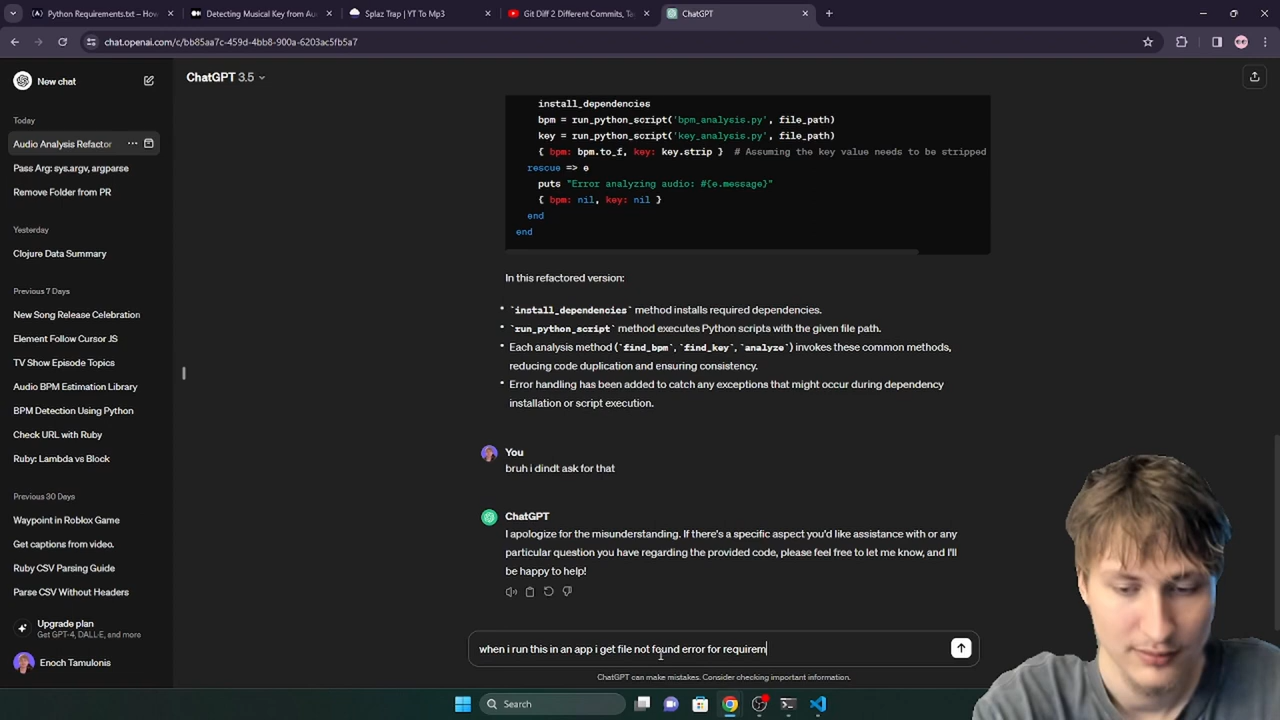 Python Requirements.txt – How
Detecting Musical Key from Au
Splaz Trap | YT To Mp3
Git Diff 2 Different Commits, Ta
ChatGPT
chat.openai.com/c/bb85aa7c-459d-4bb8-900a-6203ac5fb5a7
New chat
ChatGPT 3.5
Today
Audio Analysis Refactor
Pass Arg: sys.argv, argparse
Remove Folder from PR
Yesterday
Clojure Data Summary
Previous 7 Days
New Song Release Celebration
Element Follow Cursor JS
TV Show Episode Topics
Audio BPM Estimation Library
BPM Detection Using Python
Check URL with Ruby
Ruby: Lambda vs Block
Previous 30 Days
Waypoint in Roblox Game
Get captions from video.
Ruby CSV Parsing Guide
Parse CSV Without Headers
Upgrade plan
Get GPT-4, DALL·E, and more
Enoch Tamulonis
install_dependencies
bpm = run_python_script('bpm_analysis.py', file_path)
key = run_python_script('key_analysis.py', file_path)
{ bpm: bpm.to_f, key: key.strip }  # Assuming the key value needs to be stripped
rescue => e
puts "Error analyzing audio: #{e.message}"
{ bpm: nil, key: nil }
end
end
In this refactored version:
• `install_dependencies` method installs required dependencies.
• `run_python_script` method executes Python scripts with the given file path.
• Each analysis method (`find_bpm`, `find_key`, `analyze`) invokes these common methods,
reducing code duplication and ensuring consistency.
• Error handling has been added to catch any exceptions that might occur during dependency
installation or script execution.
You
bruh i dindt ask for that
ChatGPT
I apologize for the misunderstanding. If there's a specific aspect you'd like assistance with or any
particular question you have regarding the provided code, please feel free to let me know, and I'll
be happy to help!
when i run this in an app i get file not found error for requirem
ChatGPT can make mistakes. Consider checking important information.
Search